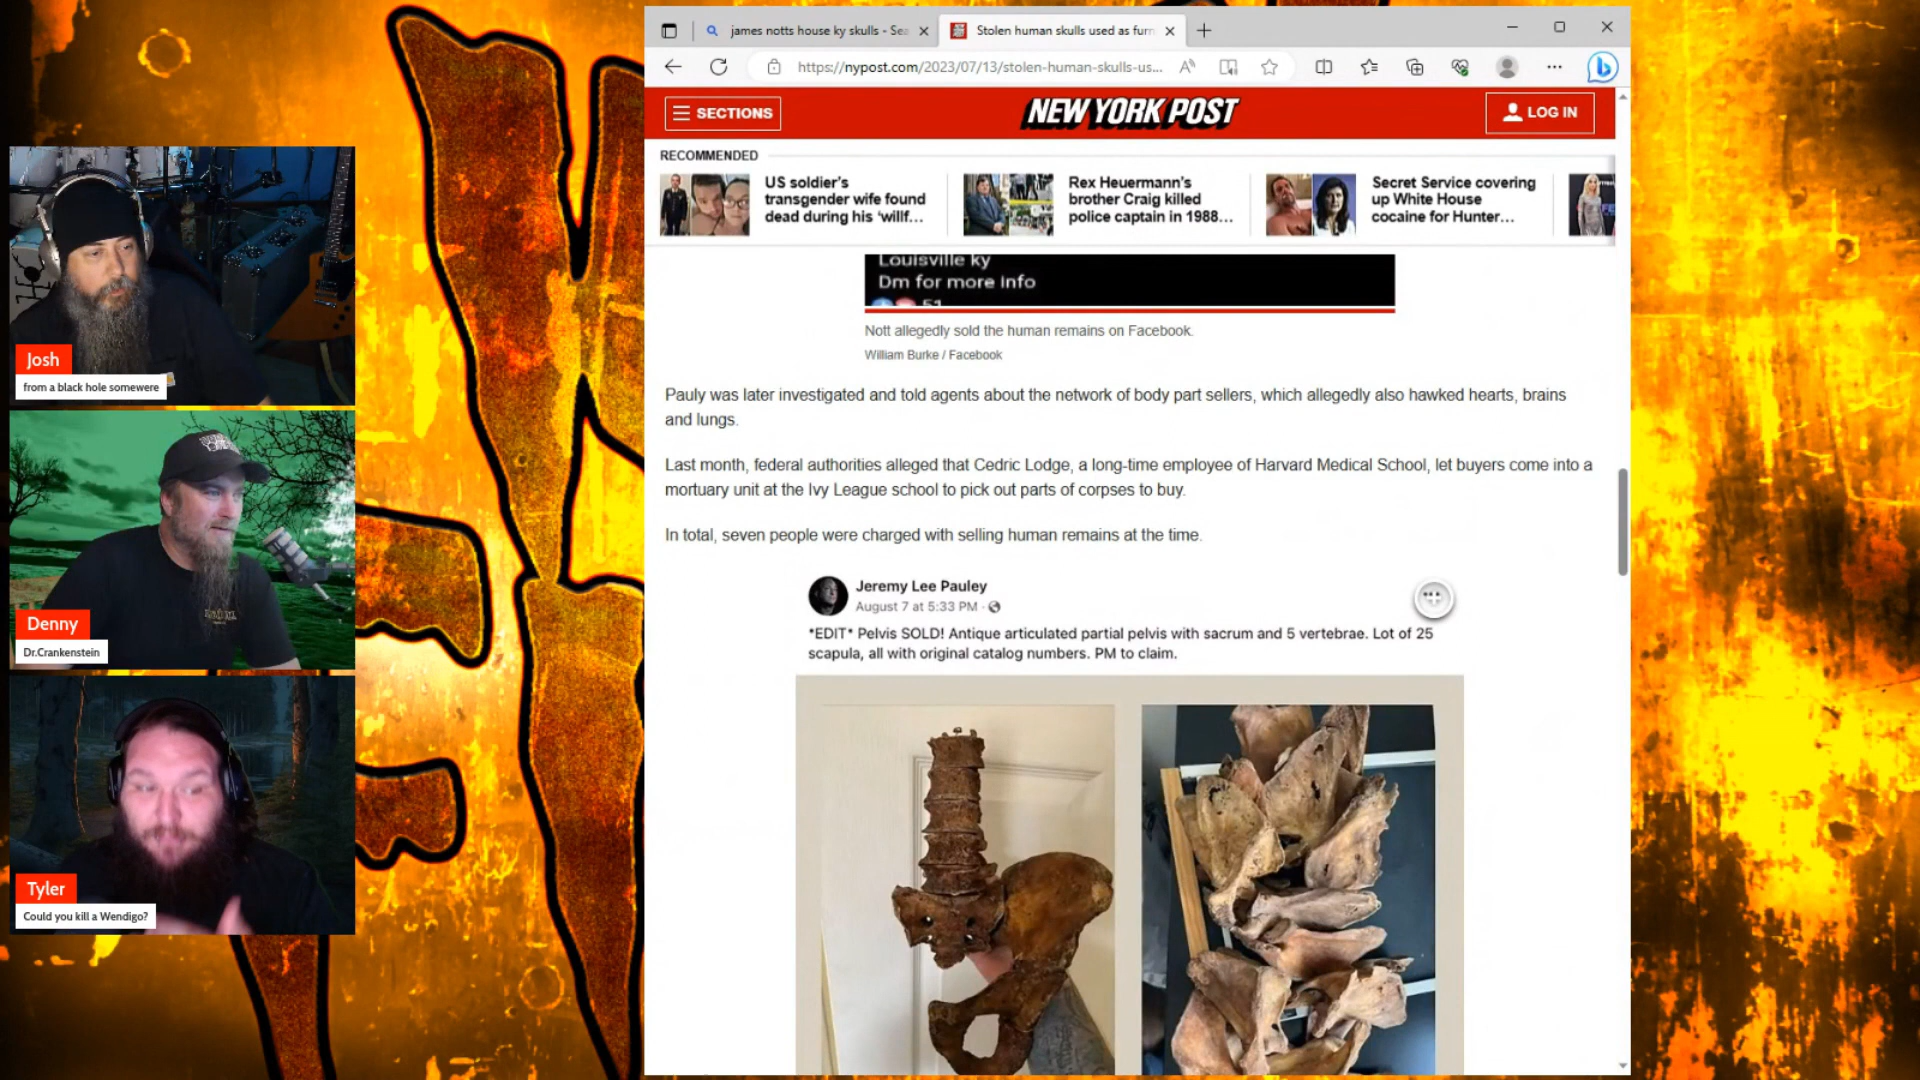 james notts house ky skulls - Sea
Stolen human skulls used as furn
https://nypost.com/2023/07/13/stolen-human-skulls-us...
SECTIONS
NEW YORK POST
LOG IN
RECOMMENDED
US soldier's
transgender wife found
dead during his 'willf...
Rex Heuermann's
brother Craig killed
police captain in 1988...
Secret Service covering
up White House
cocaine for Hunter...
Louisville ky
Dm for more info
51
Nott allegedly sold the human remains on Facebook.
William Burke / Facebook
Pauly was later investigated and told agents about the network of body part sellers, which allegedly also hawked hearts, brains
and lungs.
Last month, federal authorities alleged that Cedric Lodge, a long-time employee of Harvard Medical School, let buyers come into a
mortuary unit at the Ivy League school to pick out parts of corpses to buy.
In total, seven people were charged with selling human remains at the time.
Jeremy Lee Pauley
August 7 at 5:33 PM ·
*EDIT* Pelvis SOLD! Antique articulated partial pelvis with sacrum and 5 vertebrae. Lot of 25
scapula, all with original catalog numbers. PM to claim.
Josh
from a black hole somewere
Denny
Dr.Crankenstein
Tyler
Could you kill a Wendigo?